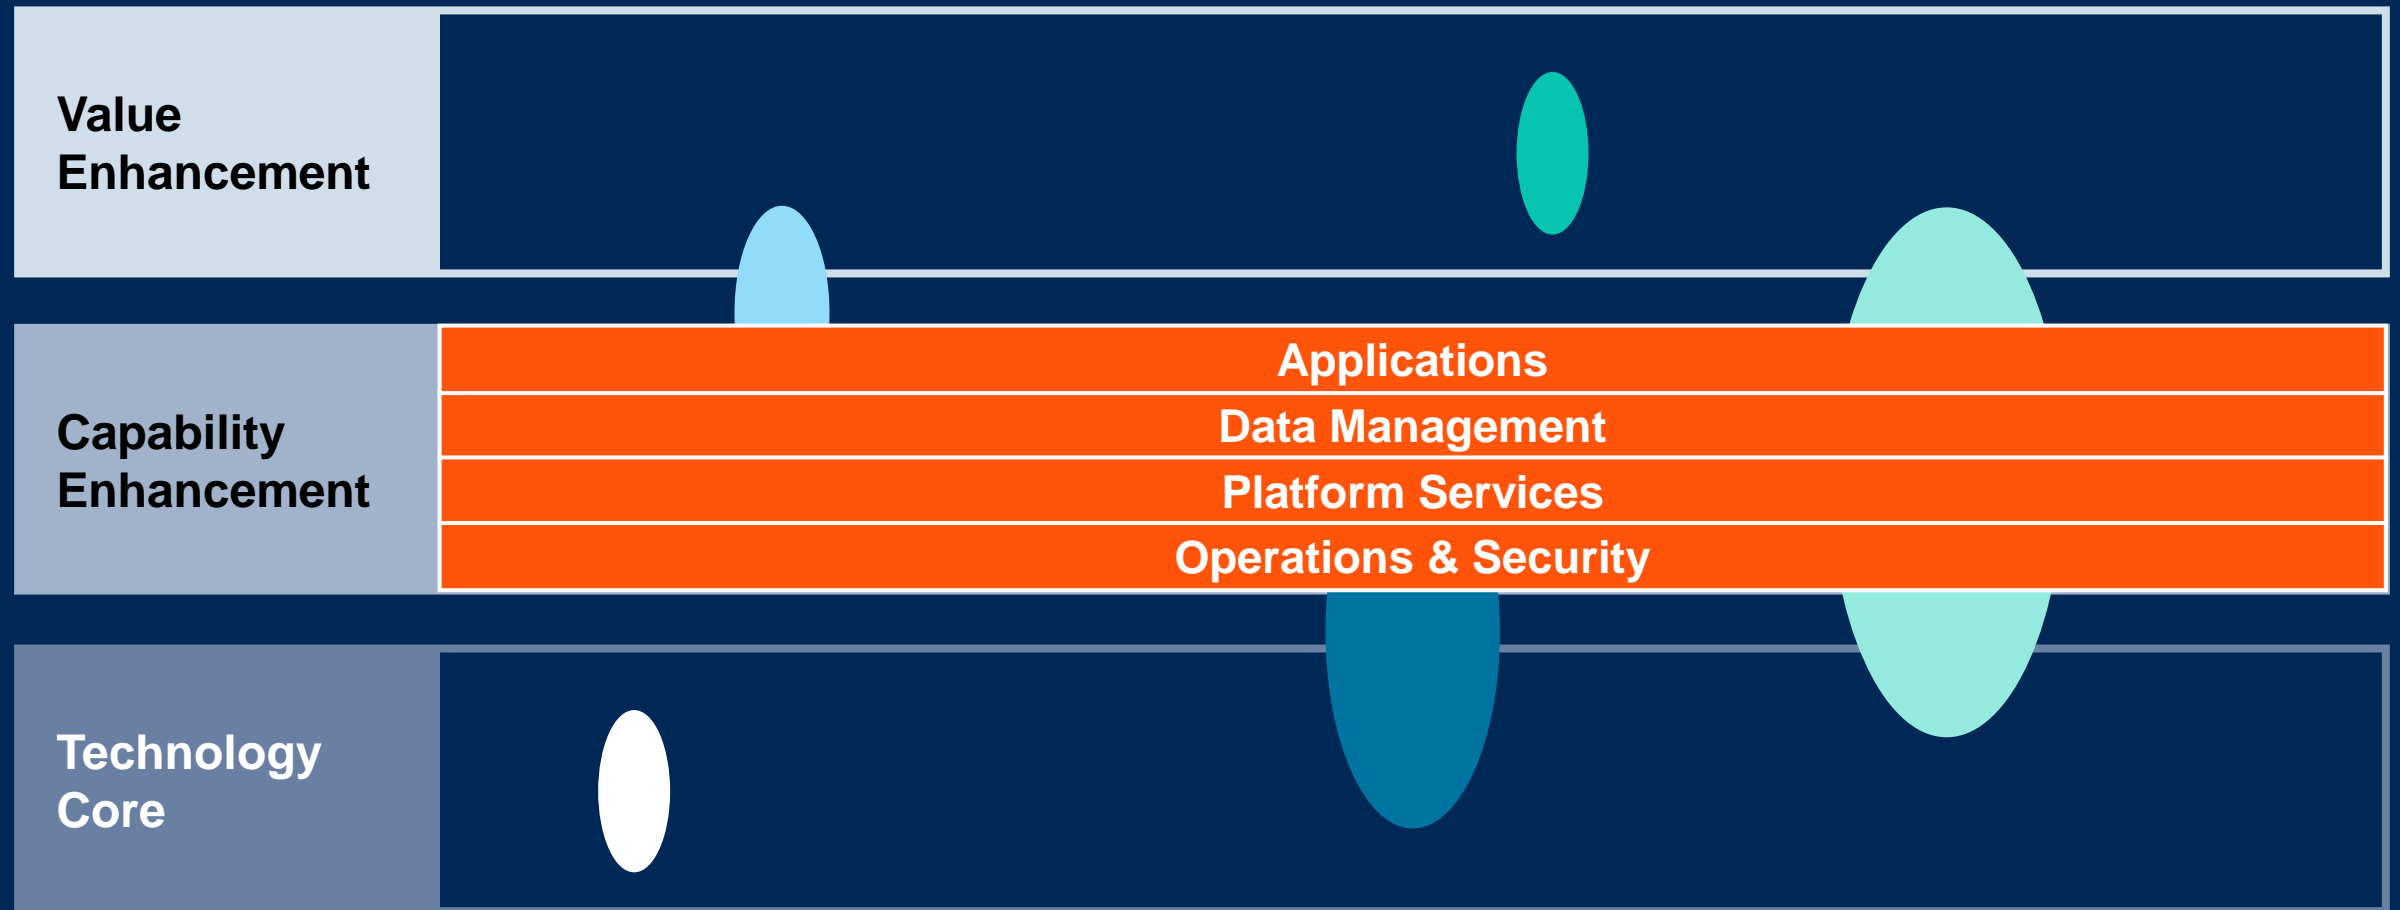 Value
Enhancement
Applications
Data Management
Capability
Enhancement
Platform Services
Operations & Security
Technology
Core